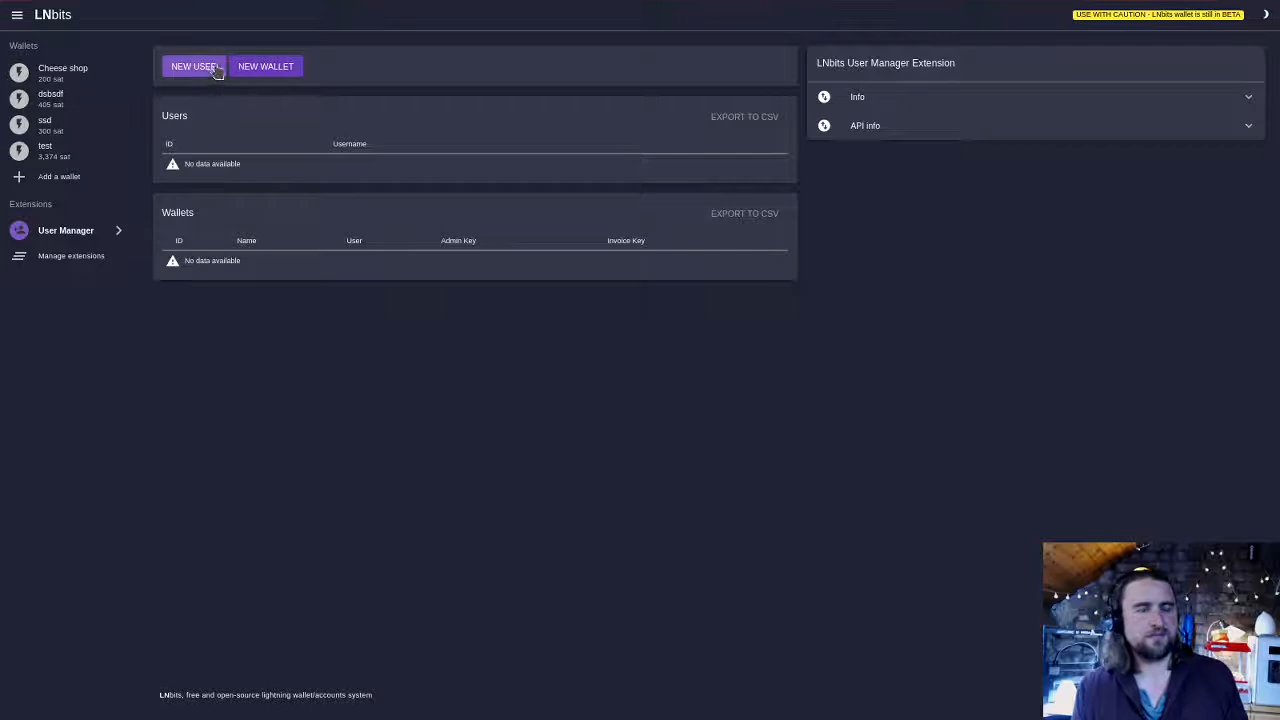 LNbits
USE WITH CAUTION - LNbits wallet is still in BETA
Wallets
Cheese shop
200 sat
dsbsdf
405 sat
ssd
300 sat
test
3,374 sat
Add a wallet
Extensions
User Manager
Manage extensions
NEW USER NEW WALLET
Users
EXPORT TO CSV
ID Username
No data available
Wallets
EXPORT TO CSV
ID Name User Admin Key Invoice Key
No data available
LNbits User Manager Extension
Info
API info
LNbits, free and open-source lightning wallet/accounts system